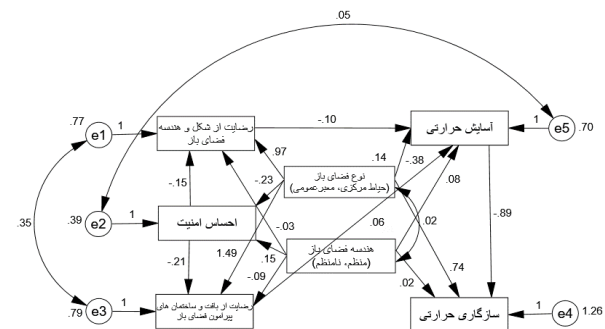 .05
.77
e1
1
رضایت از شکل و هندسه
فضای باز
-.10
آسایش حرارتی
1
e5
.70
.97
.14
-.38
-.15
-.23
نوع فضای باز
(حیاط مرکزی، معبرعمومی)
.08
.35
.39
e2
1
احساس امنیت
-.03
.06
.02
-.89
-.21
1.49
.15
هندسه فضای باز
(منظم، نامنظم)
.74
-.09
.02
.79
e3
1
رضایت از بافت و ساختمان های
پیرامون فضای باز
سازگاری حرارتی
1
e4
1.26